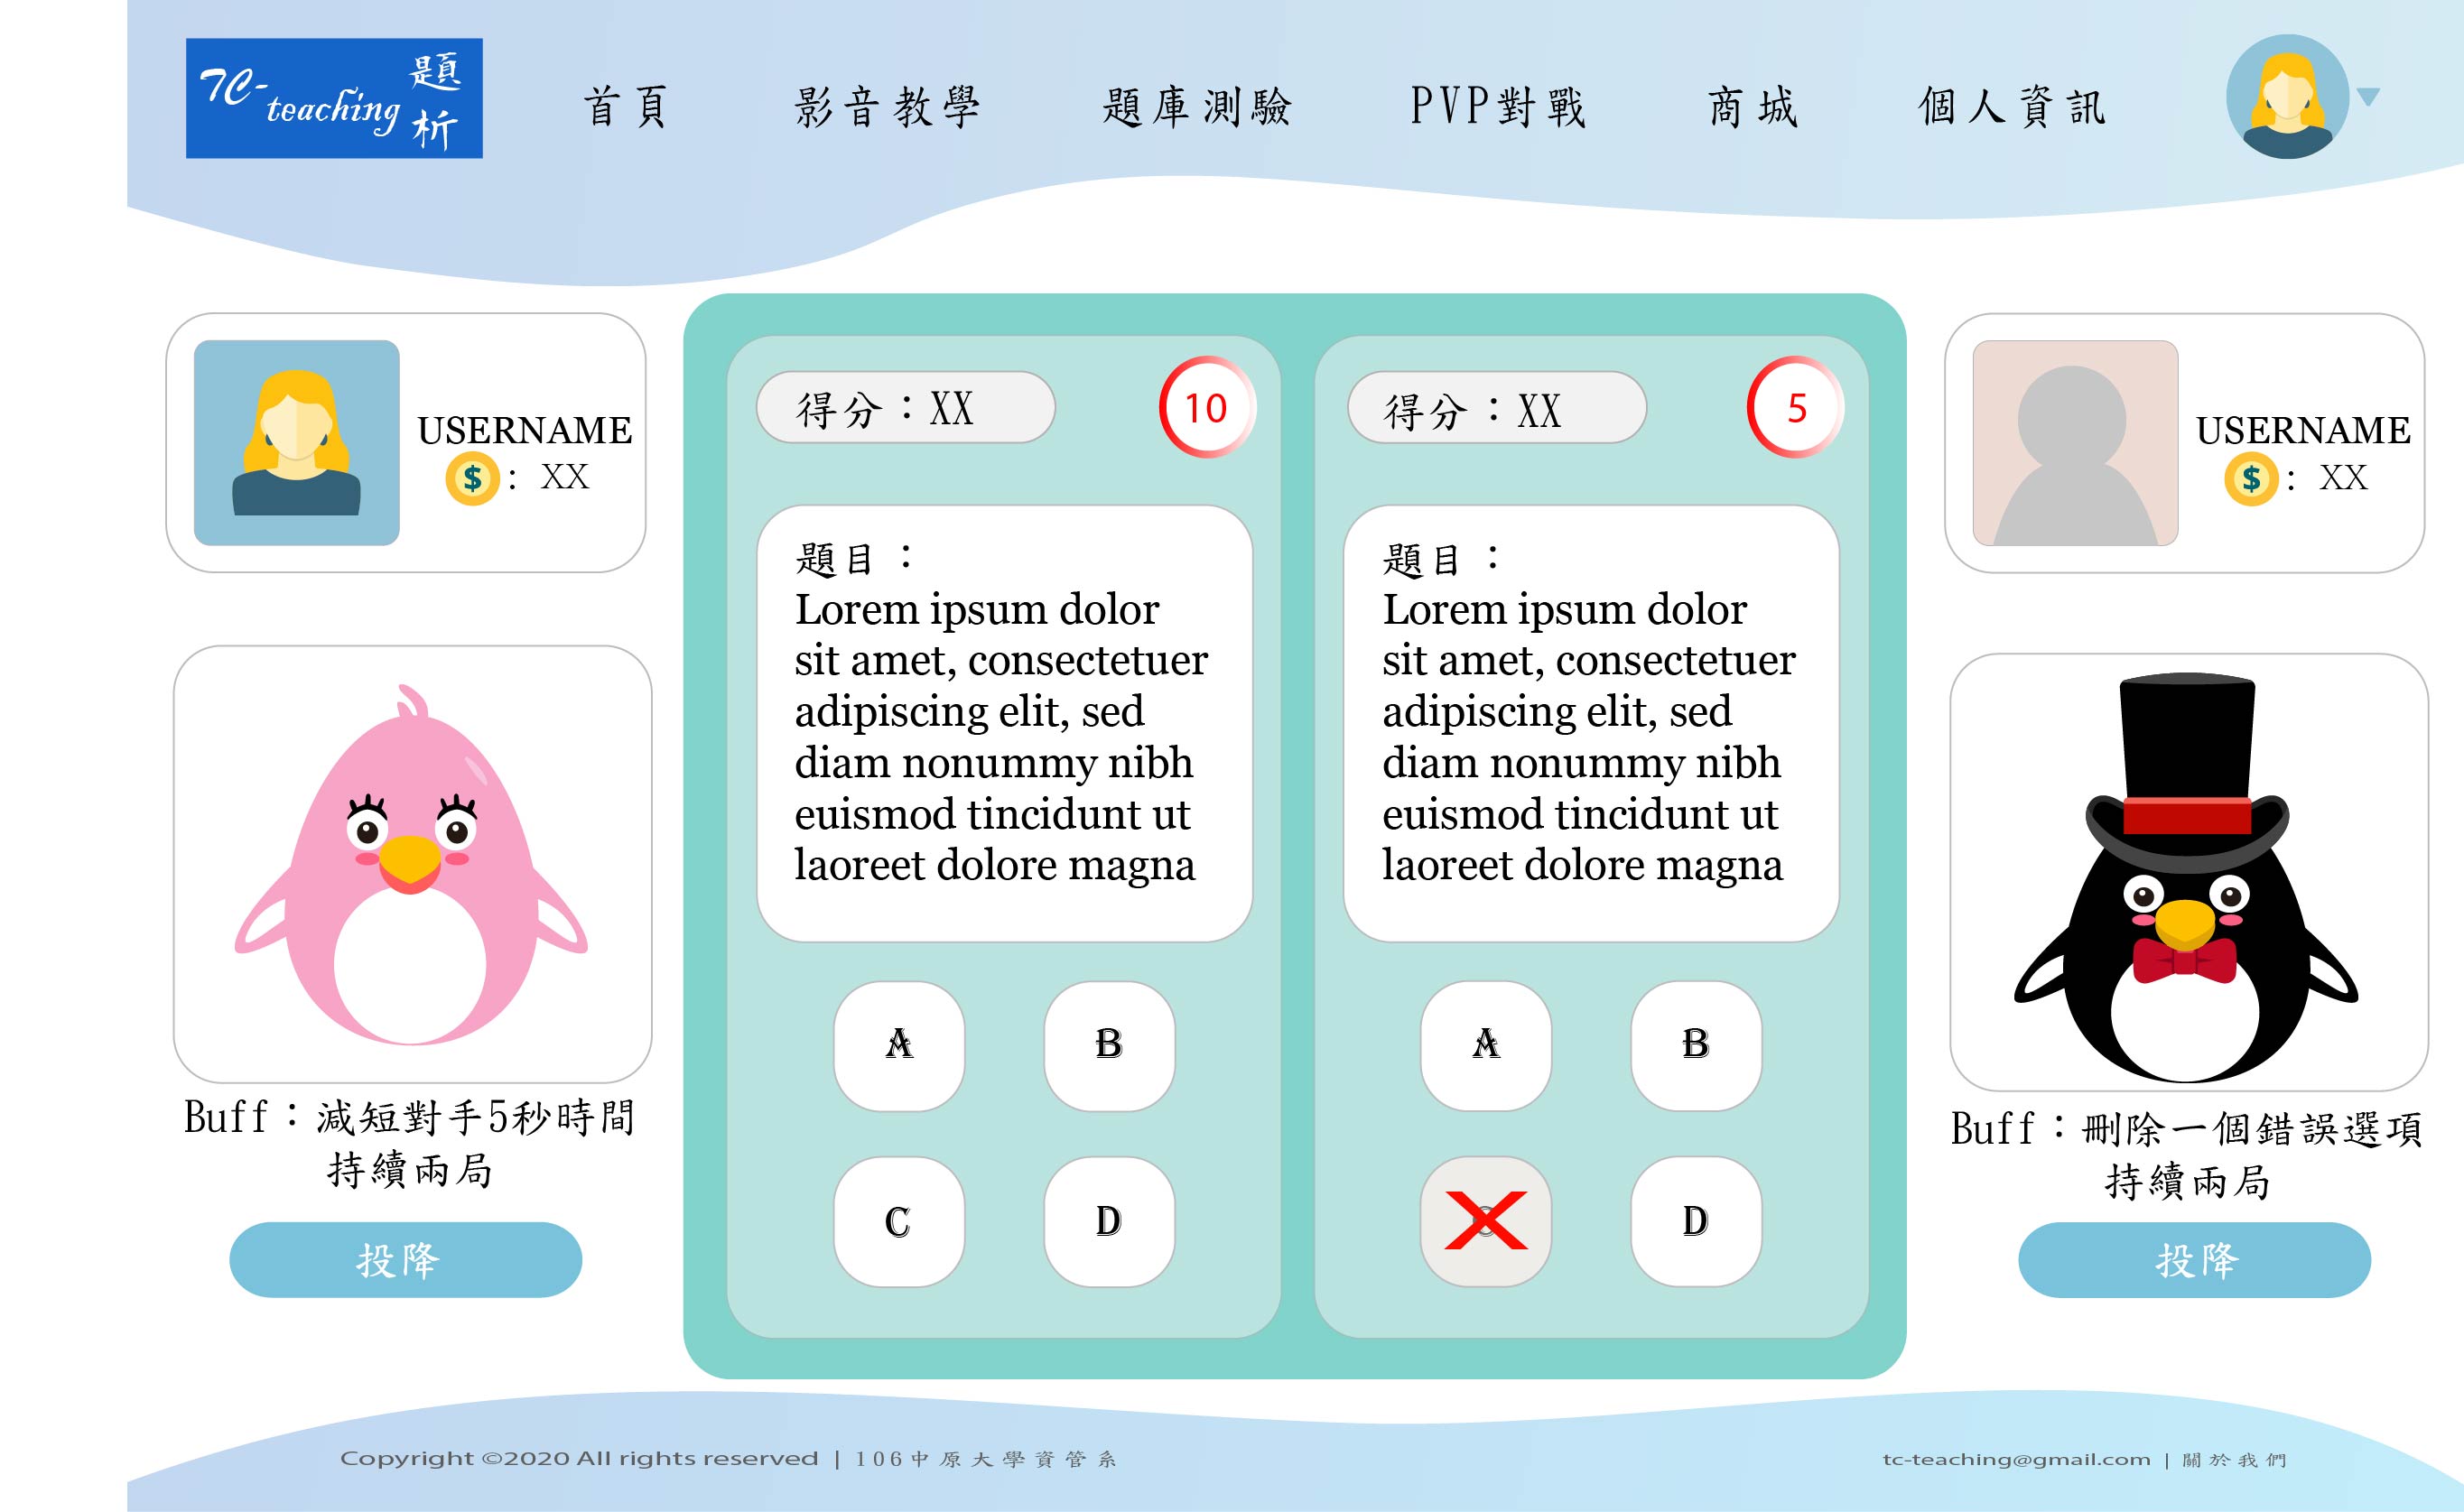 TC-teaching 題析
首頁 影音教學 題庫測驗 PVP對戰 商城 個人資訊
USERNAME
$ : XX
得分：XX
10
題目：
Lorem ipsum dolor
sit amet, consectetuer
adipiscing elit, sed
diam nonummy nibh
euismod tincidunt ut
laoreet dolore magna
A B
C D
得分：XX
5
題目：
Lorem ipsum dolor
sit amet, consectetuer
adipiscing elit, sed
diam nonummy nibh
euismod tincidunt ut
laoreet dolore magna
A B
C D
USERNAME
$ : XX
Buff：減短對手5秒時間
持續兩局
投降
Buff：刪除一個錯誤選項
持續兩局
投降
Copyright ©2020 All rights reserved | 106中原大學資管系
tc-teaching@gmail.com | 關於我們